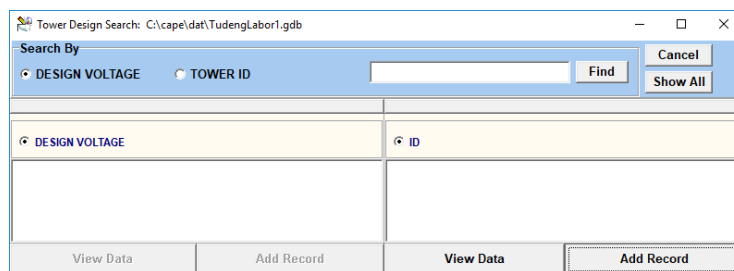 Tower Design Search: C:\cape\dat\TudengLabor1.gdb
Search By
DESIGN VOLTAGE TOWER ID Find Cancel
Show All
DESIGN VOLTAGE ID
View Data Add Record View Data Add Record